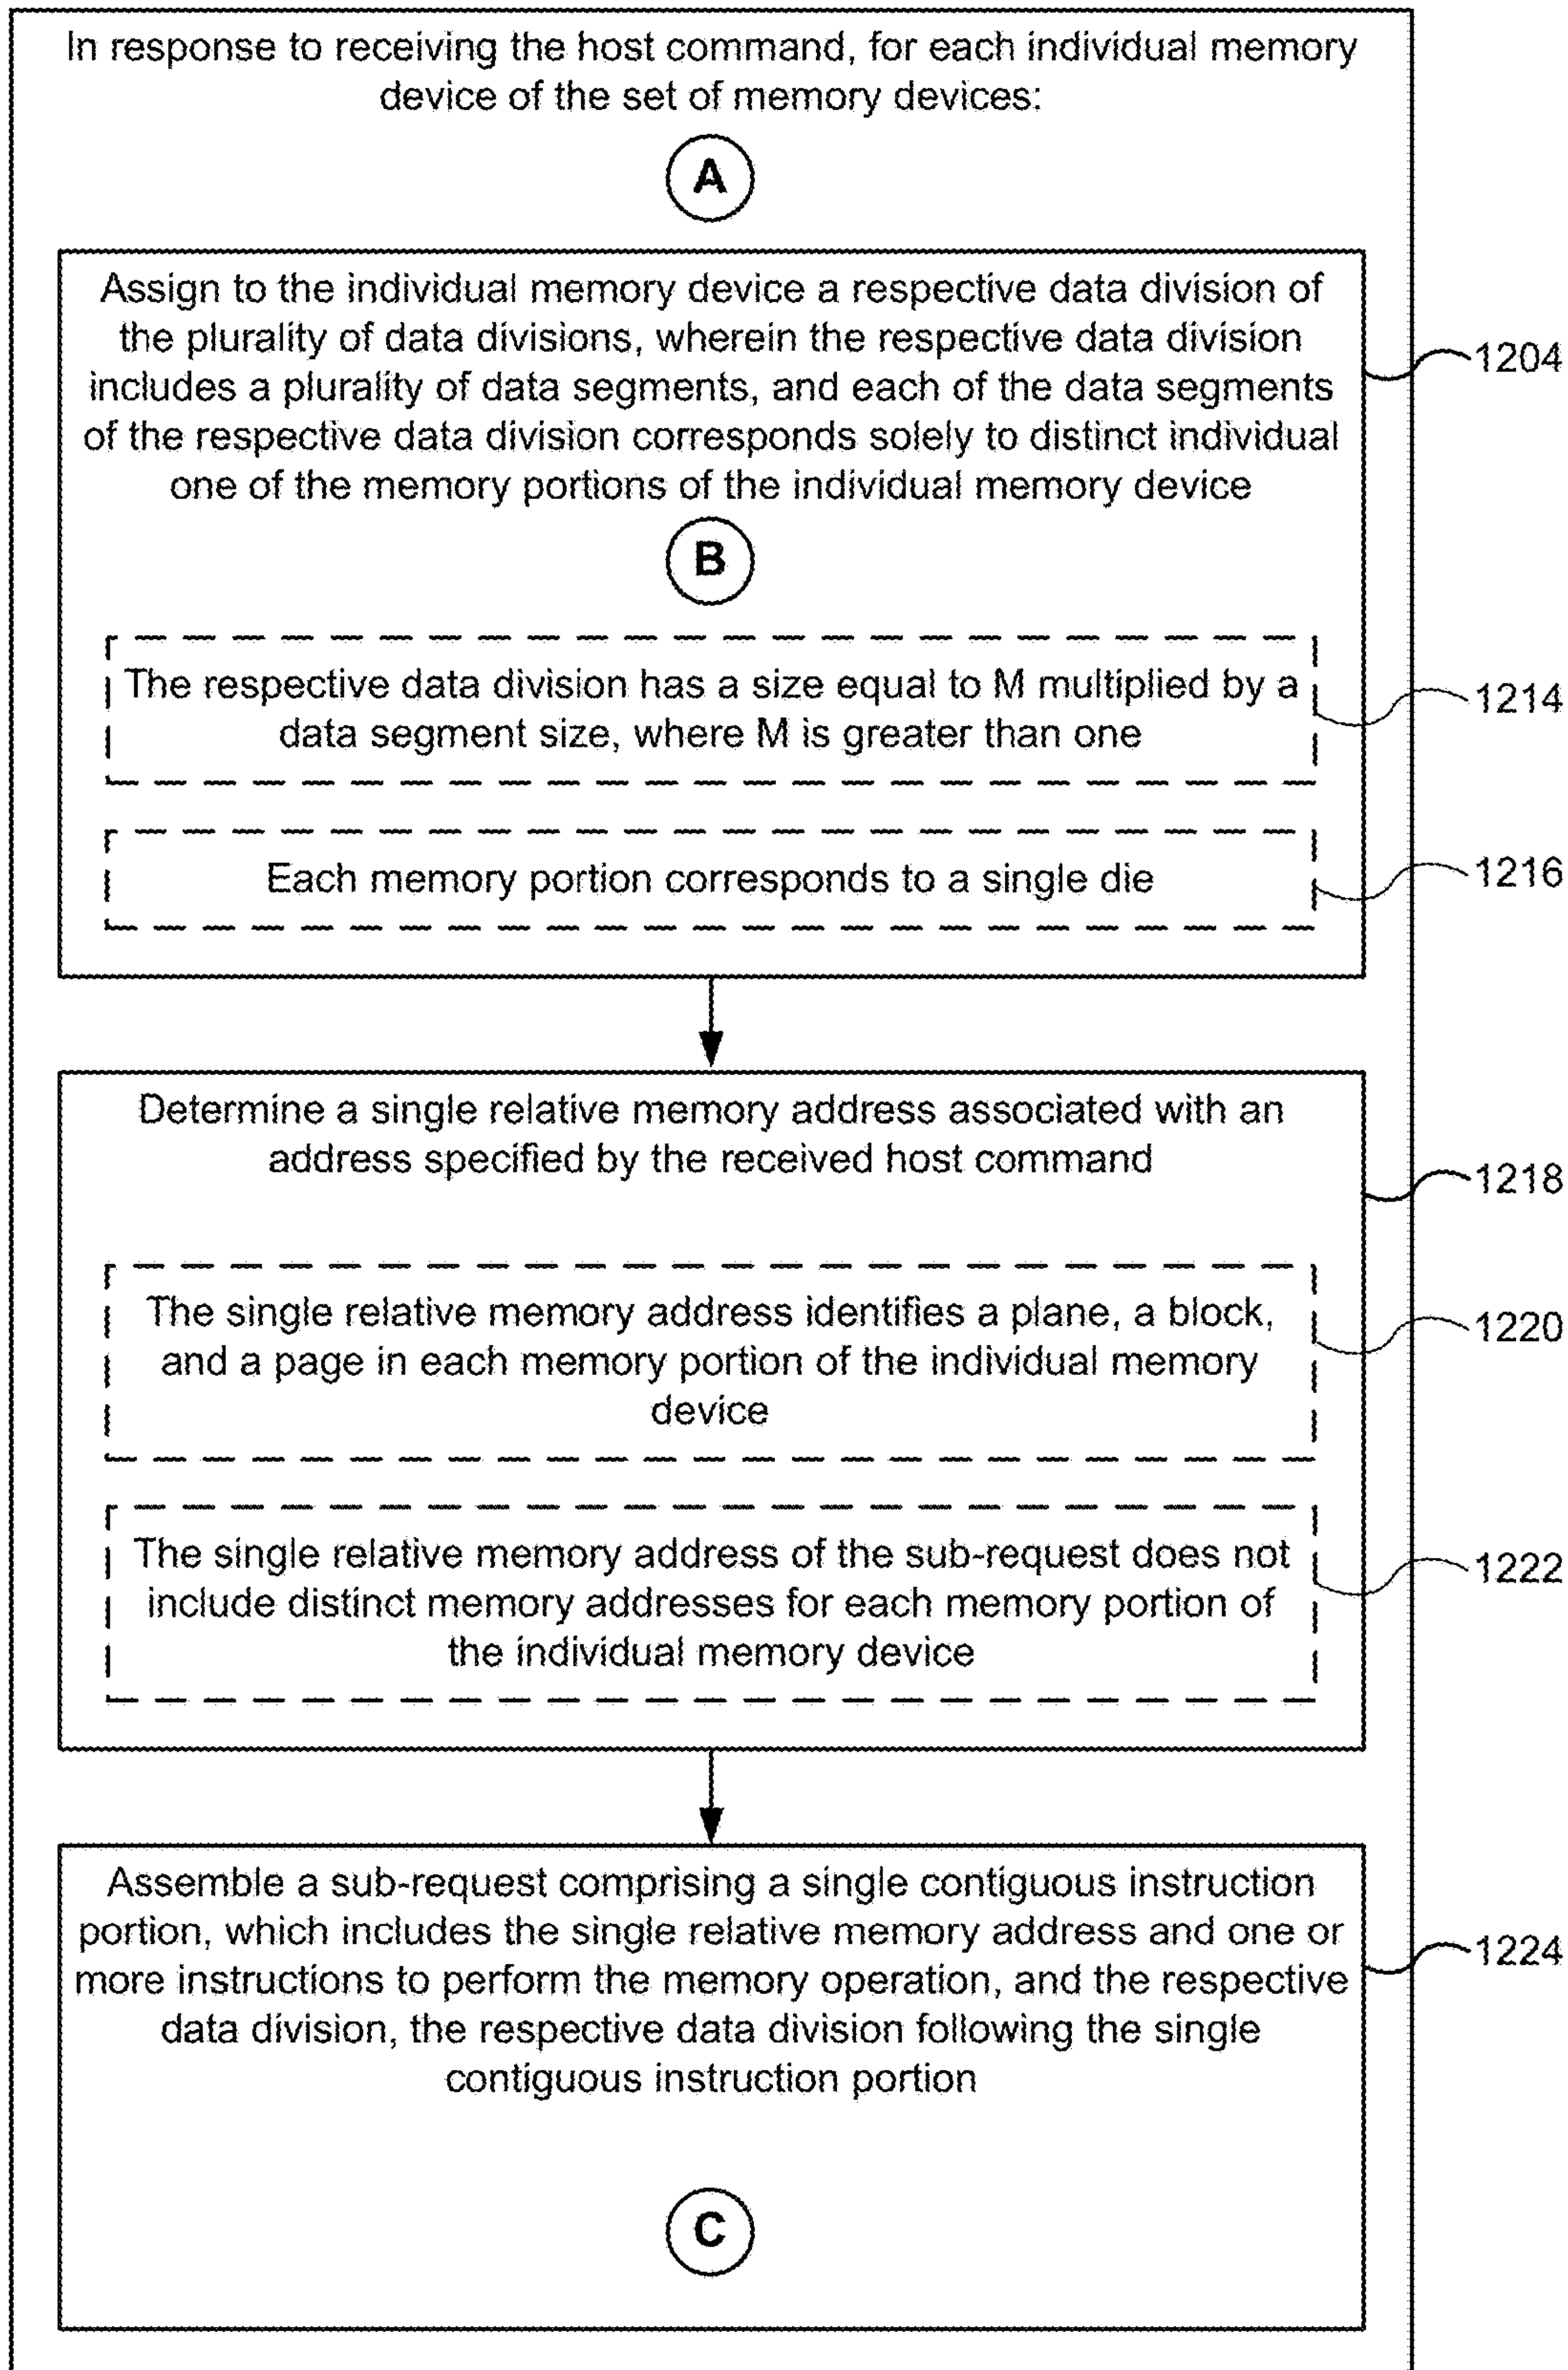 In response to receiving the host command, for each individual memory
device of the set of memory devices:
A
Assign to the individual memory device a respective data division of
the plurality of data divisions, wherein the respective data division
includes a plurality of data segments, and each of the data segments
of the respective data division corresponds solely to distinct individual
one of the memory portions of the individual memory device
1204
B
The respective data division has a size equal to M multiplied by a
data segment size, where M is greater than one
1214
Each memory portion corresponds to a single die
1216
Determine a single relative memory address associated with an
address specified by the received host command
1218
The single relative memory address identifies a plane, a block,
and a page in each memory portion of the individual memory
device
1220
The single relative memory address of the sub-request does not
include distinct memory addresses for each memory portion of
the individual memory device
1222
Assemble a sub-request comprising a single contiguous instruction
portion, which includes the single relative memory address and one or
more instructions to perform the memory operation, and the respective
data division, the respective data division following the single
contiguous instruction portion
1224
C